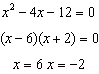 x² − 4x − 12 = 0
(x − 6)(x + 2) = 0
x = 6 x = −2